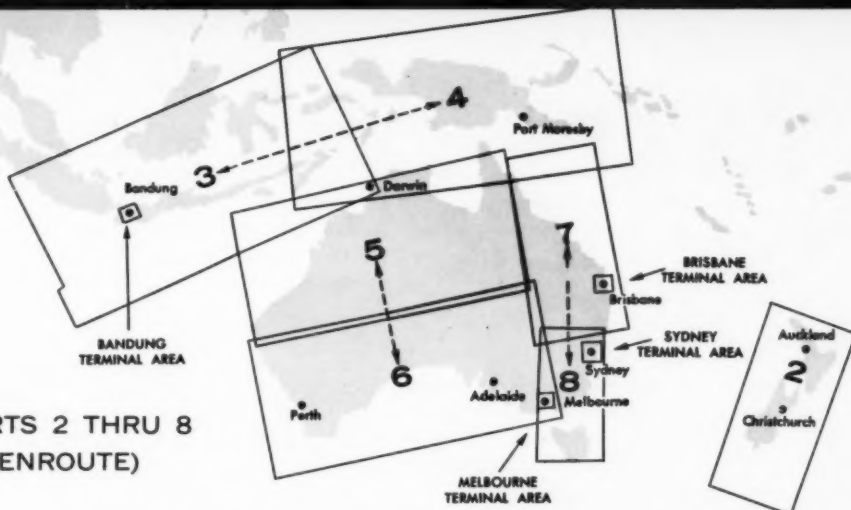 4
Port Moresby
3
Bandung
Darwin
5
7
BRISBANE
TERMINAL AREA
Brisbane
BANDUNG
TERMINAL AREA
SYDNEY
TERMINAL AREA
Auckland
Sydney
2
6
Adelaide
8
Melbourne
Perth
Christchurch
RTS 2 THRU 8
ENROUTE)
MELBOURNE
TERMINAL AREA